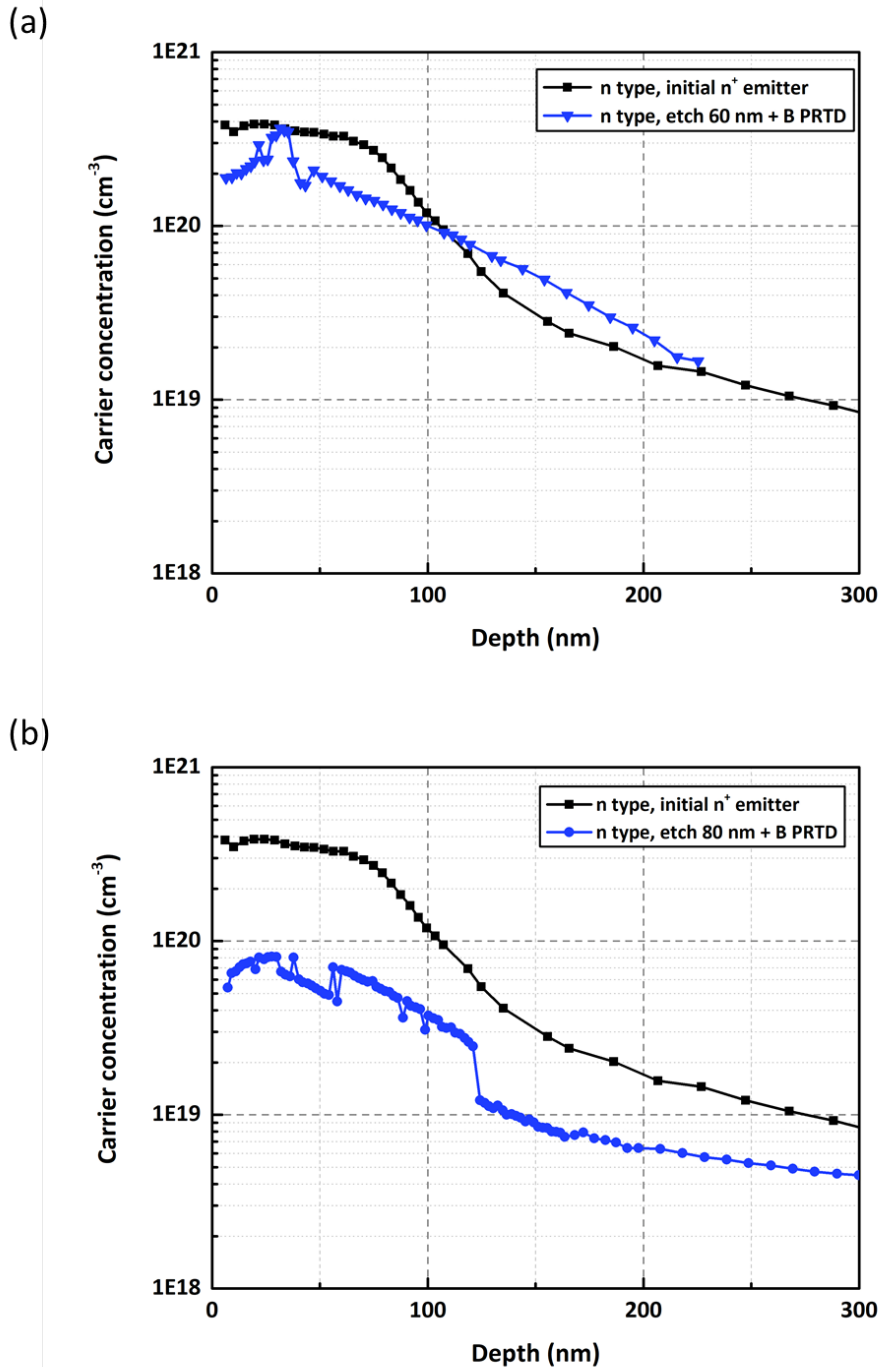 (a)
1E21
1E20
1E19
1E18
Carrier concentration (cm⁻³)
n type, initial n⁺ emitter
n type, etch 60 nm + B PRTD
0
100
200
300
Depth (nm)
(b)
1E21
1E20
1E19
1E18
Carrier concentration (cm⁻³)
n type, initial n⁺ emitter
n type, etch 80 nm + B PRTD
0
100
200
300
Depth (nm)